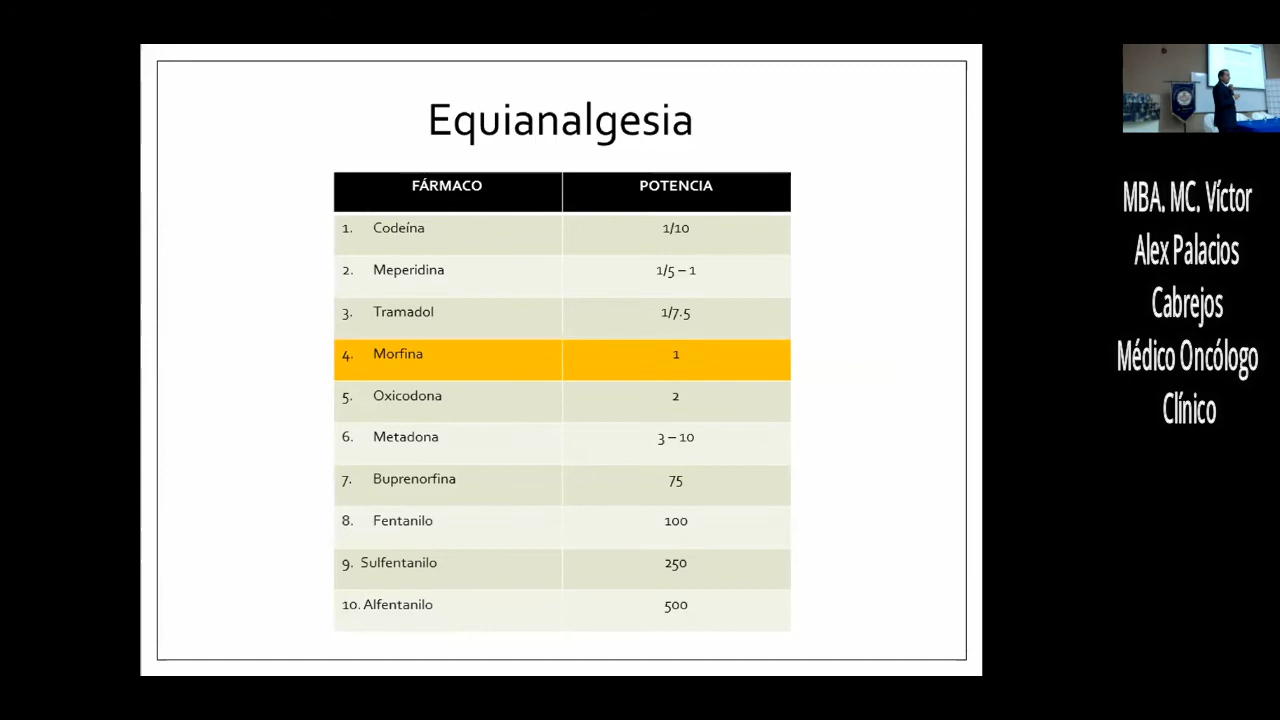 Equianalgesia
FÁRMACO POTENCIA
1. Codeína 1/10
2. Meperidina 1/5 – 1
3. Tramadol 1/7.5
4. Morfina 1
5. Oxicodona 2
6. Metadona 3 – 10
7. Buprenorfina 75
8. Fentanilo 100
9. Sulfentanilo 250
10. Alfentanilo 500
MBA. MC. Víctor
Alex Palacios
Cabrejos
Médico Oncólogo
Clínico